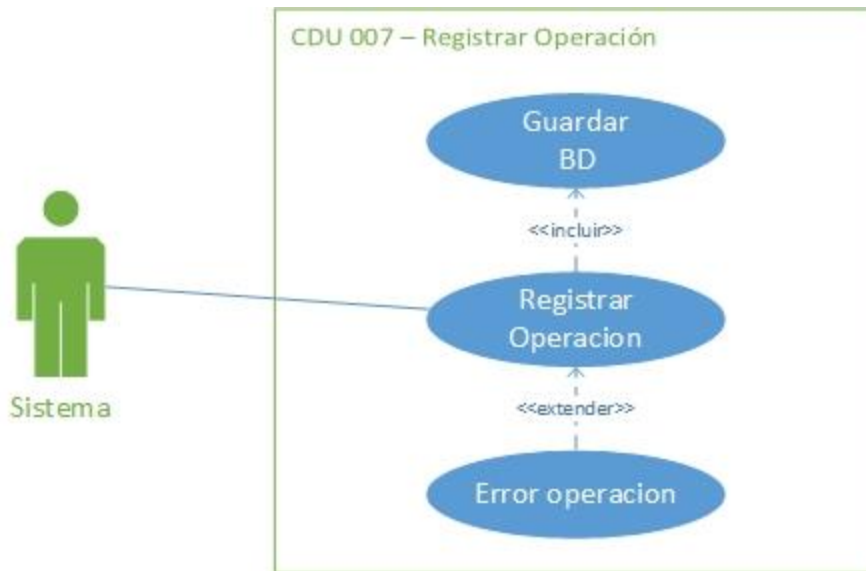 CDU 007 – Registrar Operación
Guardar
BD
<<incluir>>
Registrar
Operacion
Sistema
<<extender>>
Error operacion